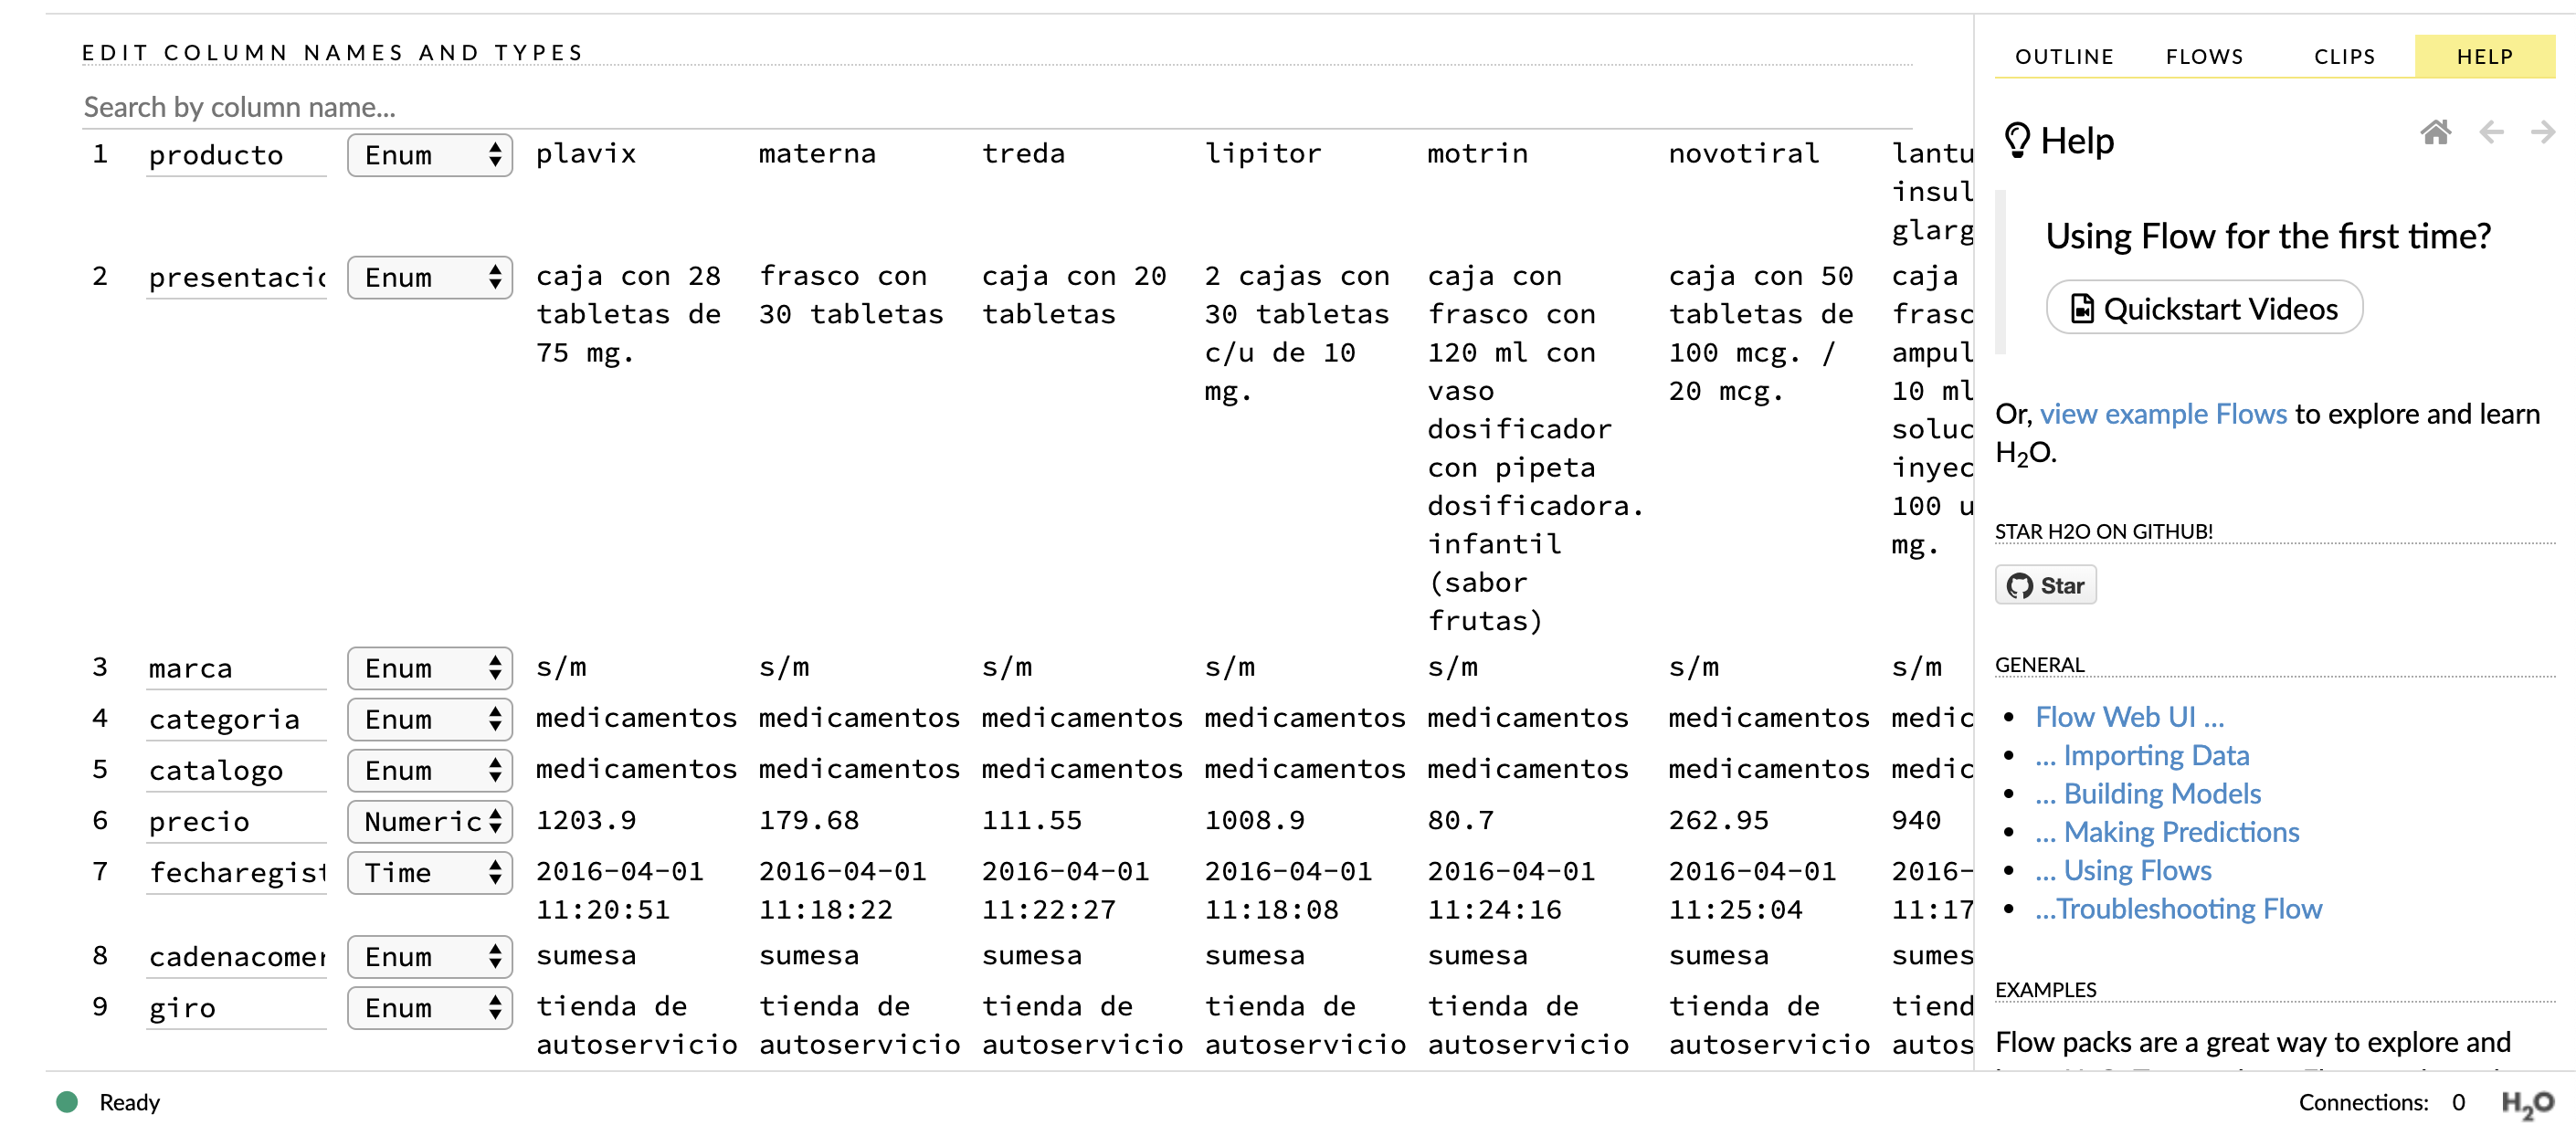 EDIT COLUMN NAMES AND TYPES
Search by column name...
1 producto Enum plavix materna treda lipitor motrin novotiral lantu
insul
glarg
2 presentacic Enum caja con 28 frasco con caja con 20 2 cajas con caja con caja con 50 caja
tabletas de 30 tabletas tabletas 30 tabletas frasco con tabletas de frasc
75 mg. c/u de 10 120 ml con 100 mcg. / ampul
mg. vaso 20 mcg. 10 ml
dosificador soluc
con pipeta inyec
dosificadora. 100 u
infantil mg.
(sabor
frutas)
3 marca Enum s/m s/m s/m s/m s/m s/m s/m
4 categoria Enum medicamentos medicamentos medicamentos medicamentos medicamentos medicamentos medic
5 catalogo Enum medicamentos medicamentos medicamentos medicamentos medicamentos medicamentos medic
6 precio Numeric 1203.9 179.68 111.55 1008.9 80.7 262.95 940
7 fecharegist Time 2016-04-01 2016-04-01 2016-04-01 2016-04-01 2016-04-01 2016-04-01 2016-
11:20:51 11:18:22 11:22:27 11:18:08 11:24:16 11:25:04 11:17
8 cadenacomer Enum sumesa sumesa sumesa sumesa sumesa sumesa sumes
9 giro Enum tienda de tienda de tienda de tienda de tienda de tienda de tiend
autoservicio autoservicio autoservicio autoservicio autoservicio autoservicio autos
OUTLINE FLOWS CLIPS HELP
Help
Using Flow for the first time?
Quickstart Videos
Or, view example Flows to explore and learn
H2O.
STAR H2O ON GITHUB!
Star
GENERAL
• Flow Web UI ...
• ... Importing Data
• ... Building Models
• ... Making Predictions
• ... Using Flows
• ...Troubleshooting Flow
EXAMPLES
Flow packs are a great way to explore and
Ready
Connections: 0 H2O